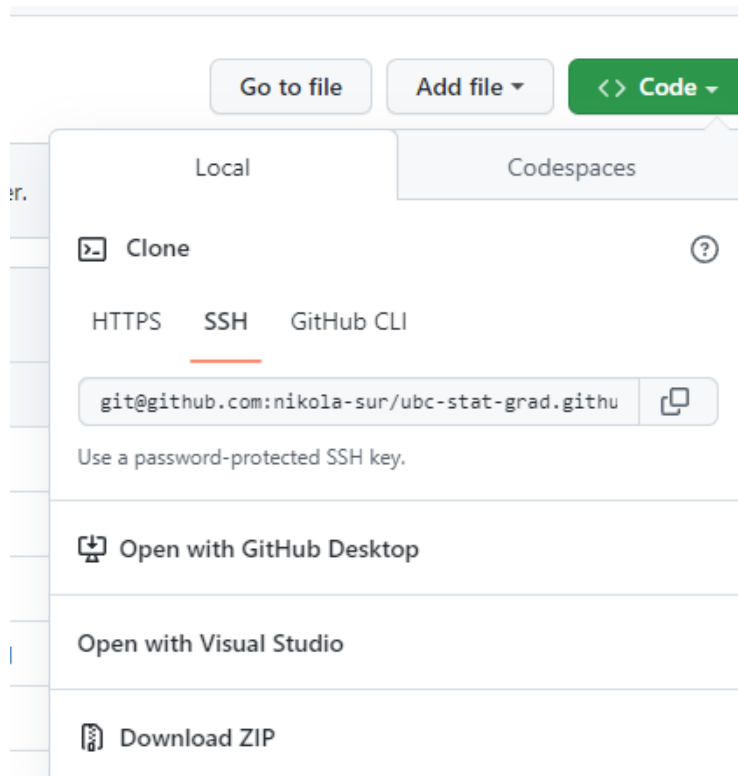 Go to file Add file <> Code
Local Codespaces
er.
Clone
HTTPS SSH GitHub CLI
git@github.com:nikola-sur/ubc-stat-grad.githu
Use a password-protected SSH key.
Open with GitHub Desktop
Open with Visual Studio
Download ZIP